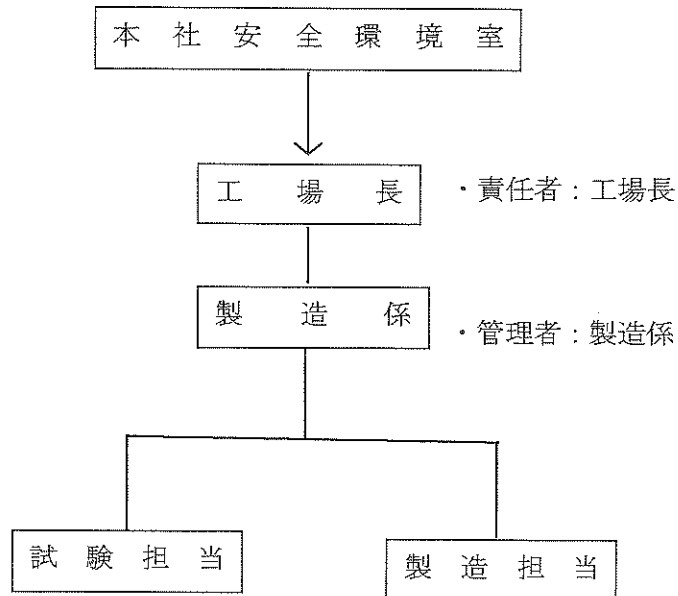 本社安全環境室
工場長
・責任者：工場長
製造係
・管理者：製造係
試験担当
製造担当